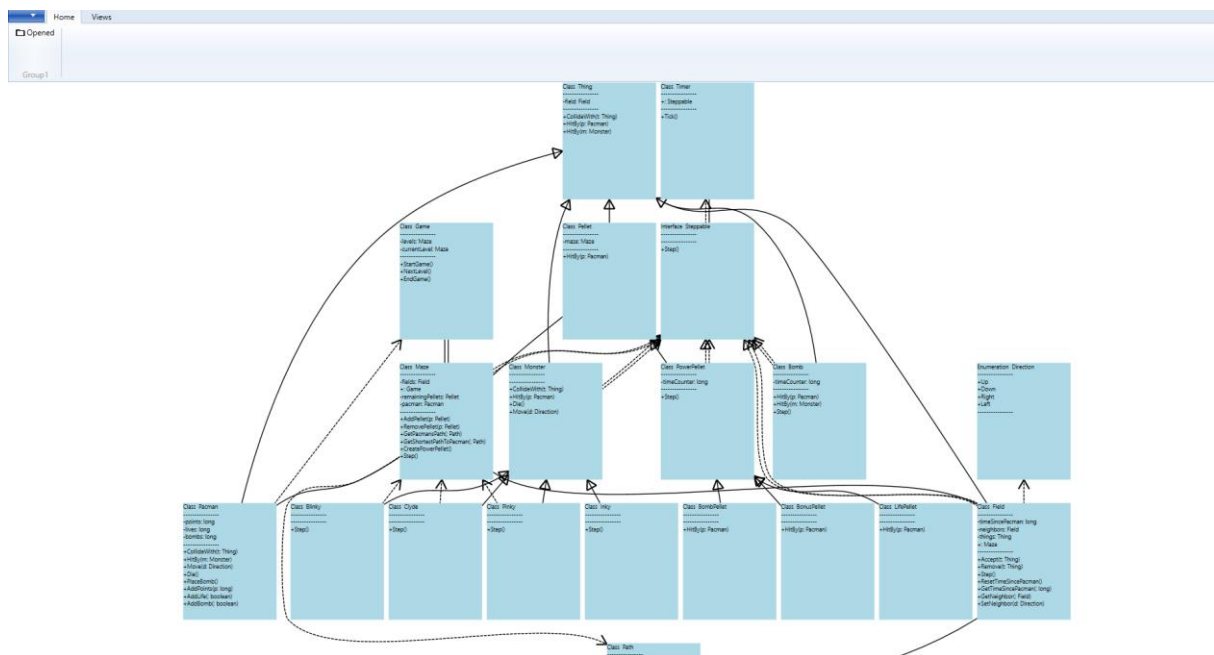 Home Views
Opened
Group1
Class Thing
-field: Field
+CollideWith(t: Thing)
+HitBy(p: Pacman)
+HitBy(m: Monster)
Class Timer
+: Steppable
+Tick()
Class Game
-levels: Maze
-currentLevel: Maze
+StartGame()
+NextLevel()
+EndGame()
Class Pellet
-maze: Maze
+HitBy(p: Pacman)
Interface Steppable
+Step()
Class Maze
-fields: Field
+: Game
-remainingPellets: Pellet
-pacman: Pacman
+AddPellet(p: Pellet)
+RemovePellet(p: Pellet)
+GetPacmansPath( Path)
+GetShortestPathToPacman( Path)
+CreatePowerPellet()
+Step()
Class Monster
+CollideWith(t: Thing)
+HitBy(p: Pacman)
+Die()
+Move(d: Direction)
Class PowerPellet
-timeCounter: long
+Step()
Class Bomb
-timeCounter: long
+HitBy(p: Pacman)
+HitBy(m: Monster)
+Step()
Enumeration Direction
+Up
+Down
+Right
+Left
Class Pacman
-points: long
-lives: long
-bombs: long
+CollideWith(t: Thing)
+HitBy(m: Monster)
+Move(d: Direction)
+Die()
+PlaceBomb()
+AddPoints(p: long)
+AddLife( boolean)
+AddBomb( boolean)
Class Blinky
+Step()
Class Clyde
+Step()
Class Pinky
+Step()
Class Inky
+Step()
Class BombPellet
+HitBy(p: Pacman)
Class BonusPellet
+HitBy(p: Pacman)
Class LifePellet
+HitBy(p: Pacman)
Class Field
-timeSincePacman: long
-neighbors: Field
-things: Thing
+: Maze
+Accept(t: Thing)
+Remove(t: Thing)
+Step()
+ResetTimeSincePacman()
+GetTimeSincePacman( long)
+GetNeighbor( Field)
+SetNeighbor(d: Direction)
Class Path